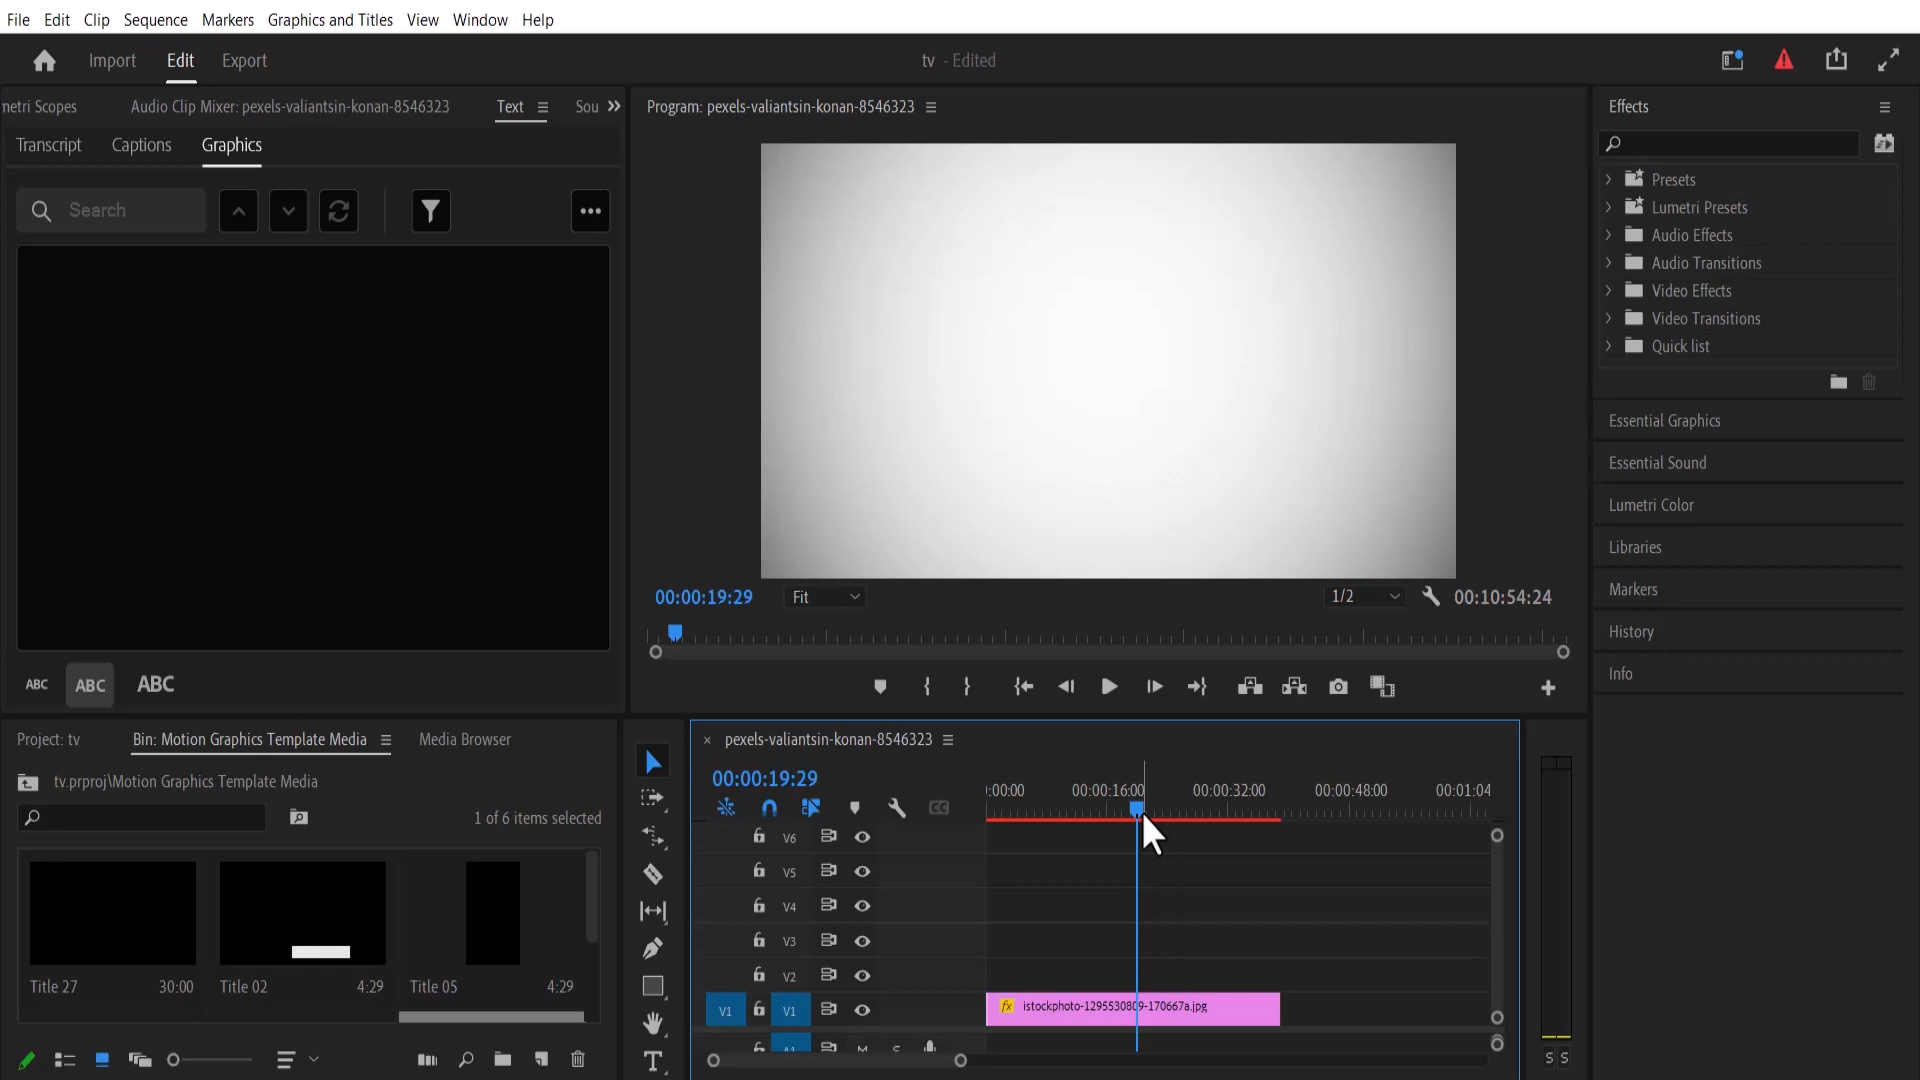 File Edit Clip Sequence Markers Graphics and Titles View Window Help
Import Edit Export
tv - Edited
netri Scopes Audio Clip Mixer: pexels-valiantsin-konan-8546323 Text Sou
Transcript Captions Graphics
Search
ABC ABC ABC
Program: pexels-valiantsin-konan-8546323
00:00:19:29 Fit 1/2 00:10:54:24
Effects
Presets
Lumetri Presets
Audio Effects
Audio Transitions
Video Effects
Video Transitions
Quick list
Essential Graphics
Essential Sound
Lumetri Color
Libraries
Markers
History
Info
Project: tv Bin: Motion Graphics Template Media Media Browser
tv.prproj\Motion Graphics Template Media
1 of 6 items selected
Title 27 30:00 Title 02 4:29 Title 05 4:29
× pexels-valiantsin-konan-8546323
00:00:19:29
:00:00 00:00:16:00 00:00:32:00 00:00:48:00 00:01:04
V6
V5
V4
V3
V2
V1 V1 fx istockphoto-1295530809-170667a.jpg
A1 M S
S S